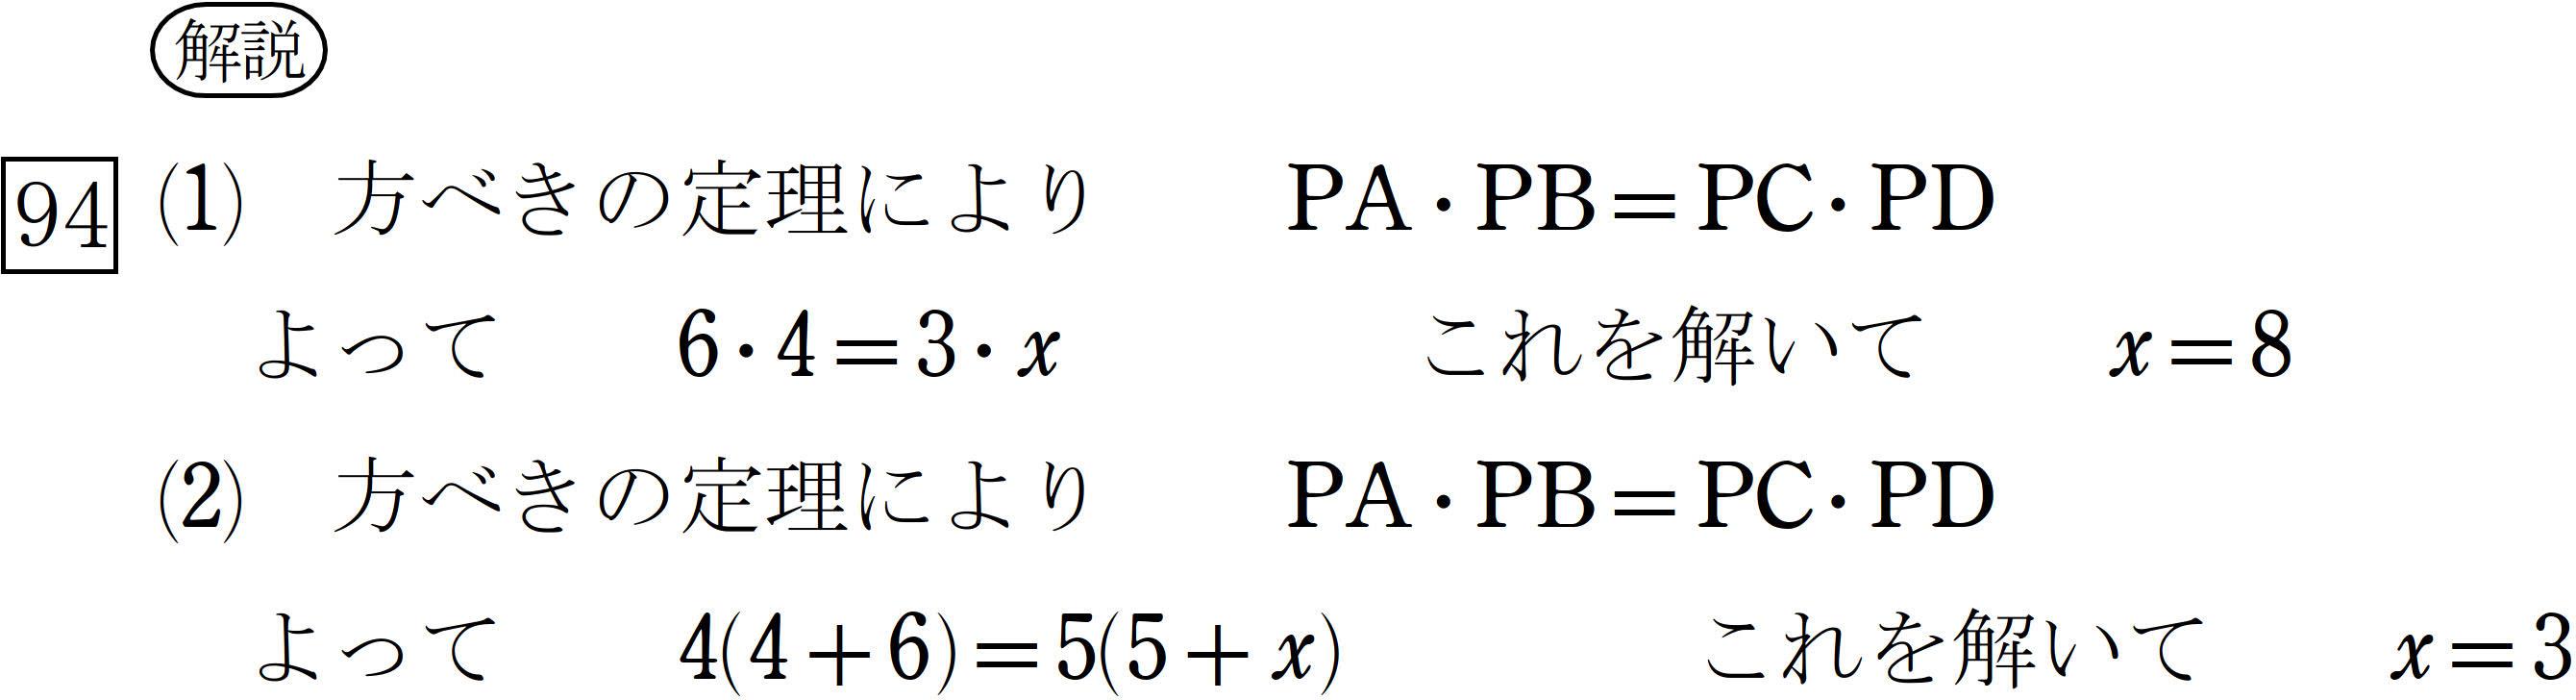 解説
94 (1) 方べきの定理により PA・PB=PC・PD
よって 6・4=3・x これを解いて x=8
(2) 方べきの定理により PA・PB=PC・PD
よって 4(4+6)=5(5+x) これを解いて x=3